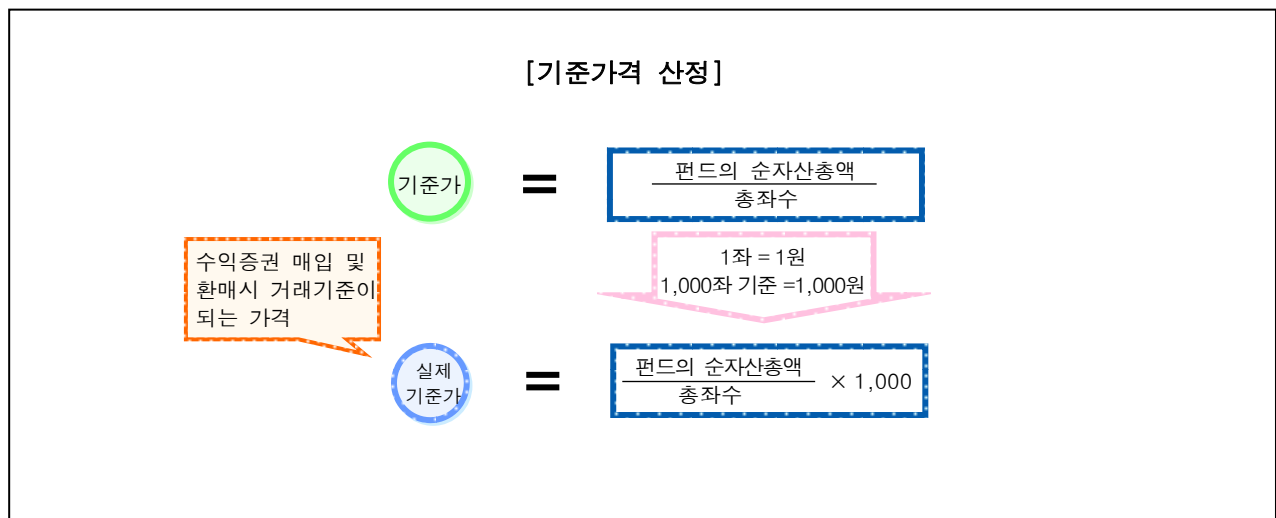 [기준가격 산정]
기준가
=
펀드의 순자산총액
총좌수
수익증권 매입 및
환매시 거래기준이
되는 가격
1좌 = 1원
1,000좌 기준 =1,000원
실제
기준가
=
펀드의 순자산총액
총좌수
× 1,000